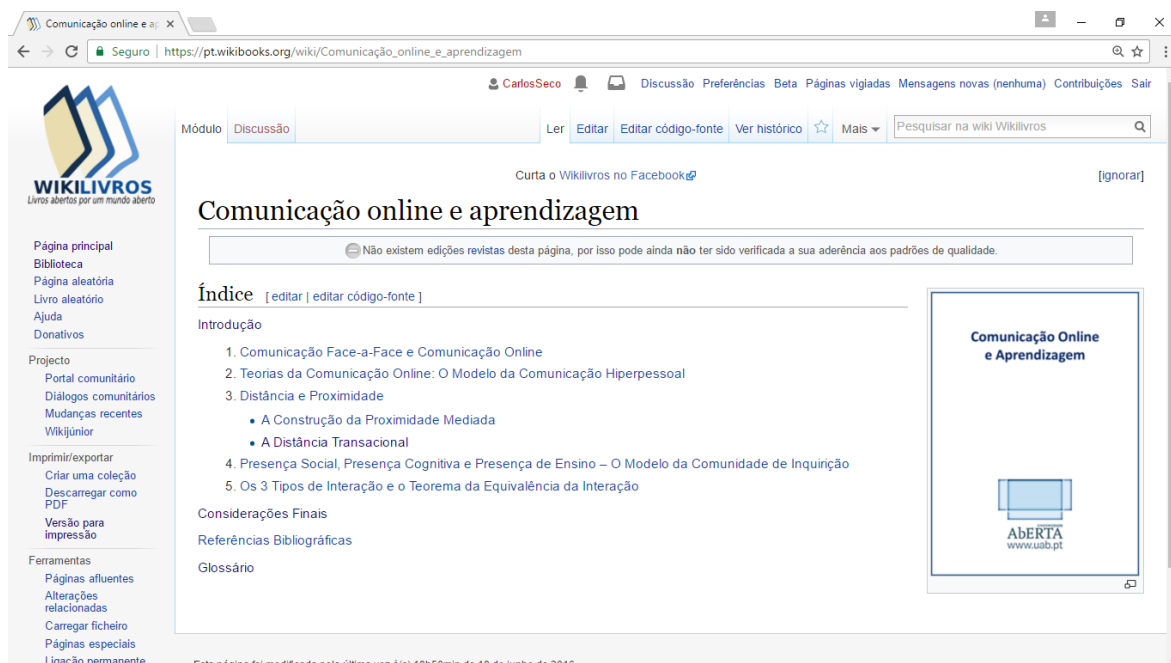 Comunicação online e ap
Seguro | https://pt.wikibooks.org/wiki/Comunicação_online_e_aprendizagem
CarlosSeco Discussão Preferências Beta Páginas vigiadas Mensagens novas (nenhuma) Contribuições Sair
Módulo Discussão Ler Editar Editar código-fonte Ver histórico Mais Pesquisar na wiki Wikilivros
WIKILIVROS
Livros abertos por um mundo aberto
Curta o Wikilivros no Facebook [ignorar]
Comunicação online e aprendizagem
Não existem edições revistas desta página, por isso pode ainda não ter sido verificada a sua aderência aos padrões de qualidade.
Página principal
Biblioteca
Página aleatória
Livro aleatório
Ajuda
Donativos
Projecto
Portal comunitário
Diálogos comunitários
Mudanças recentes
Wikijúnior
Imprimir/exportar
Criar uma coleção
Descarregar como
PDF
Versão para
impressão
Ferramentas
Páginas afluentes
Alterações
relacionadas
Carregar ficheiro
Páginas especiais
Ligação permanente
Índice [ editar | editar código-fonte ]
Introdução
1. Comunicação Face-a-Face e Comunicação Online
2. Teorias da Comunicação Online: O Modelo da Comunicação Hiperpessoal
3. Distância e Proximidade
• A Construção da Proximidade Mediada
• A Distância Transacional
4. Presença Social, Presença Cognitiva e Presença de Ensino – O Modelo da Comunidade de Inquirição
5. Os 3 Tipos de Interação e o Teorema da Equivalência da Interação
Considerações Finais
Referências Bibliográficas
Glossário
Comunicação Online
e Aprendizagem
AbERTA
www.uab.pt
Esta página foi modificada pela última vez à(s)